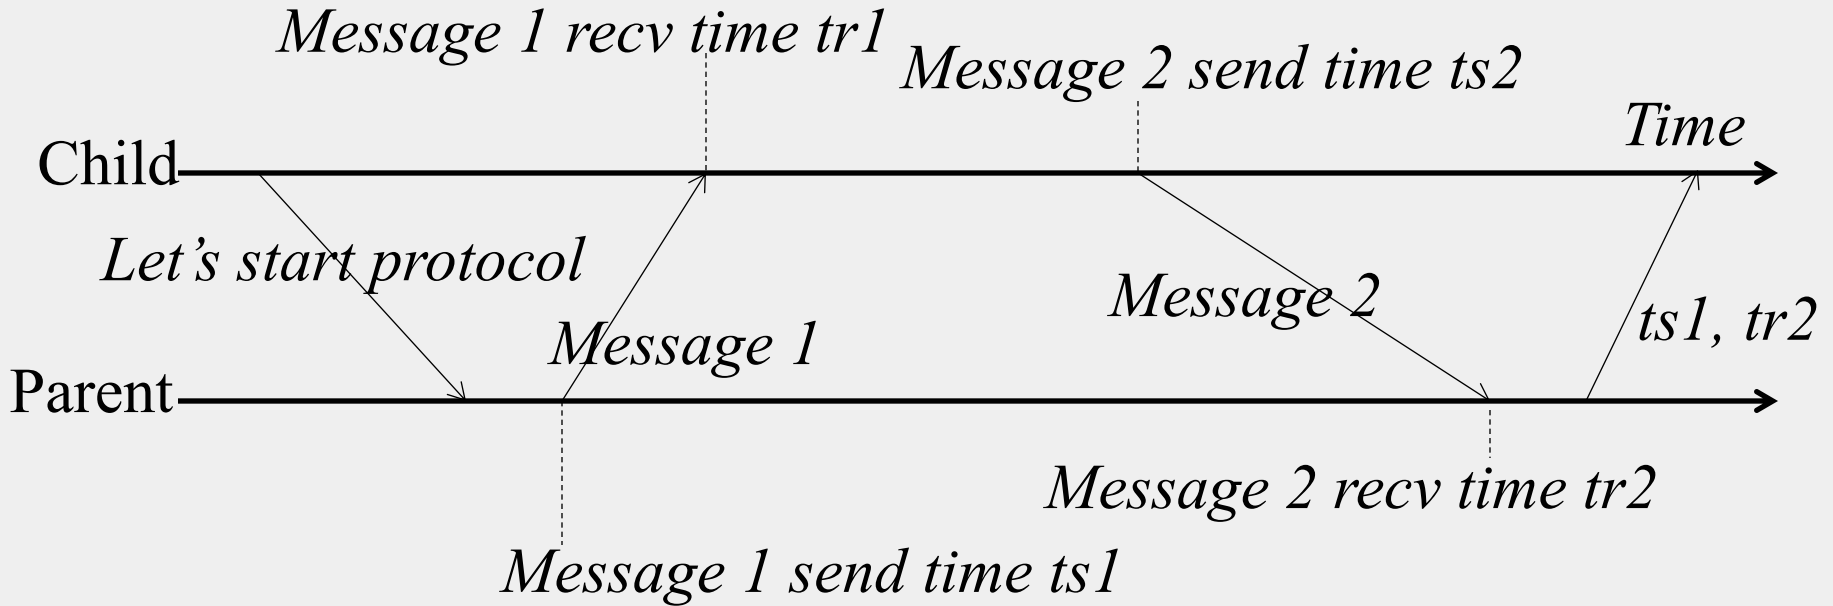 Message 1 recv time tr1
Message 2 send time ts2
Time
Child
Let’s start protocol
Message 2
ts1, tr2
Message 1
Parent
Message 2 recv time tr2
Message 1 send time ts1